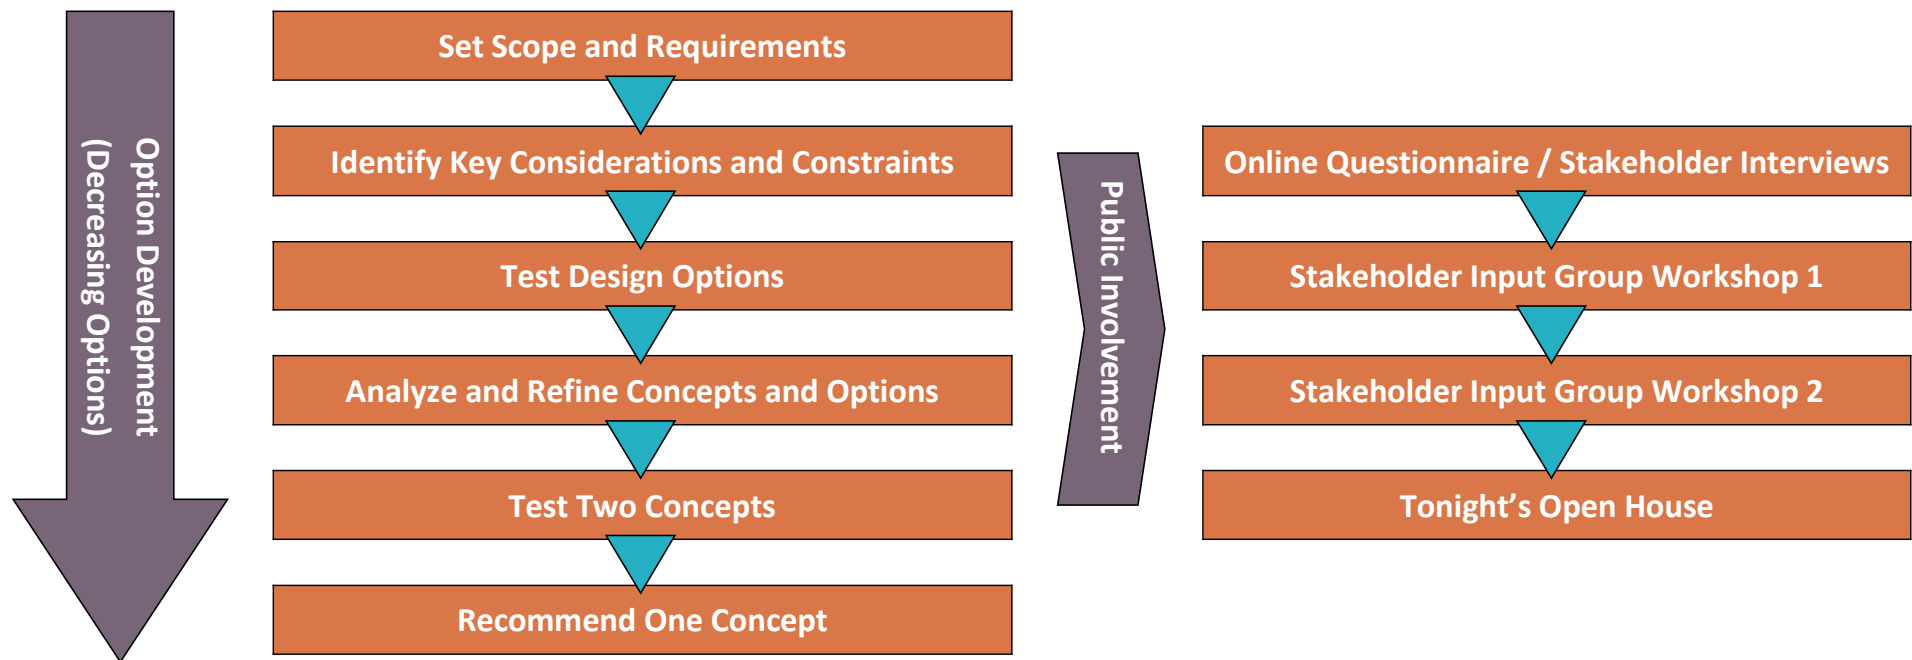 Option Development
(Decreasing Options)
Set Scope and Requirements
Identify Key Considerations and Constraints
Test Design Options
Analyze and Refine Concepts and Options
Test Two Concepts
Recommend One Concept
Public Involvement
Online Questionnaire / Stakeholder Interviews
Stakeholder Input Group Workshop 1
Stakeholder Input Group Workshop 2
Tonight’s Open House